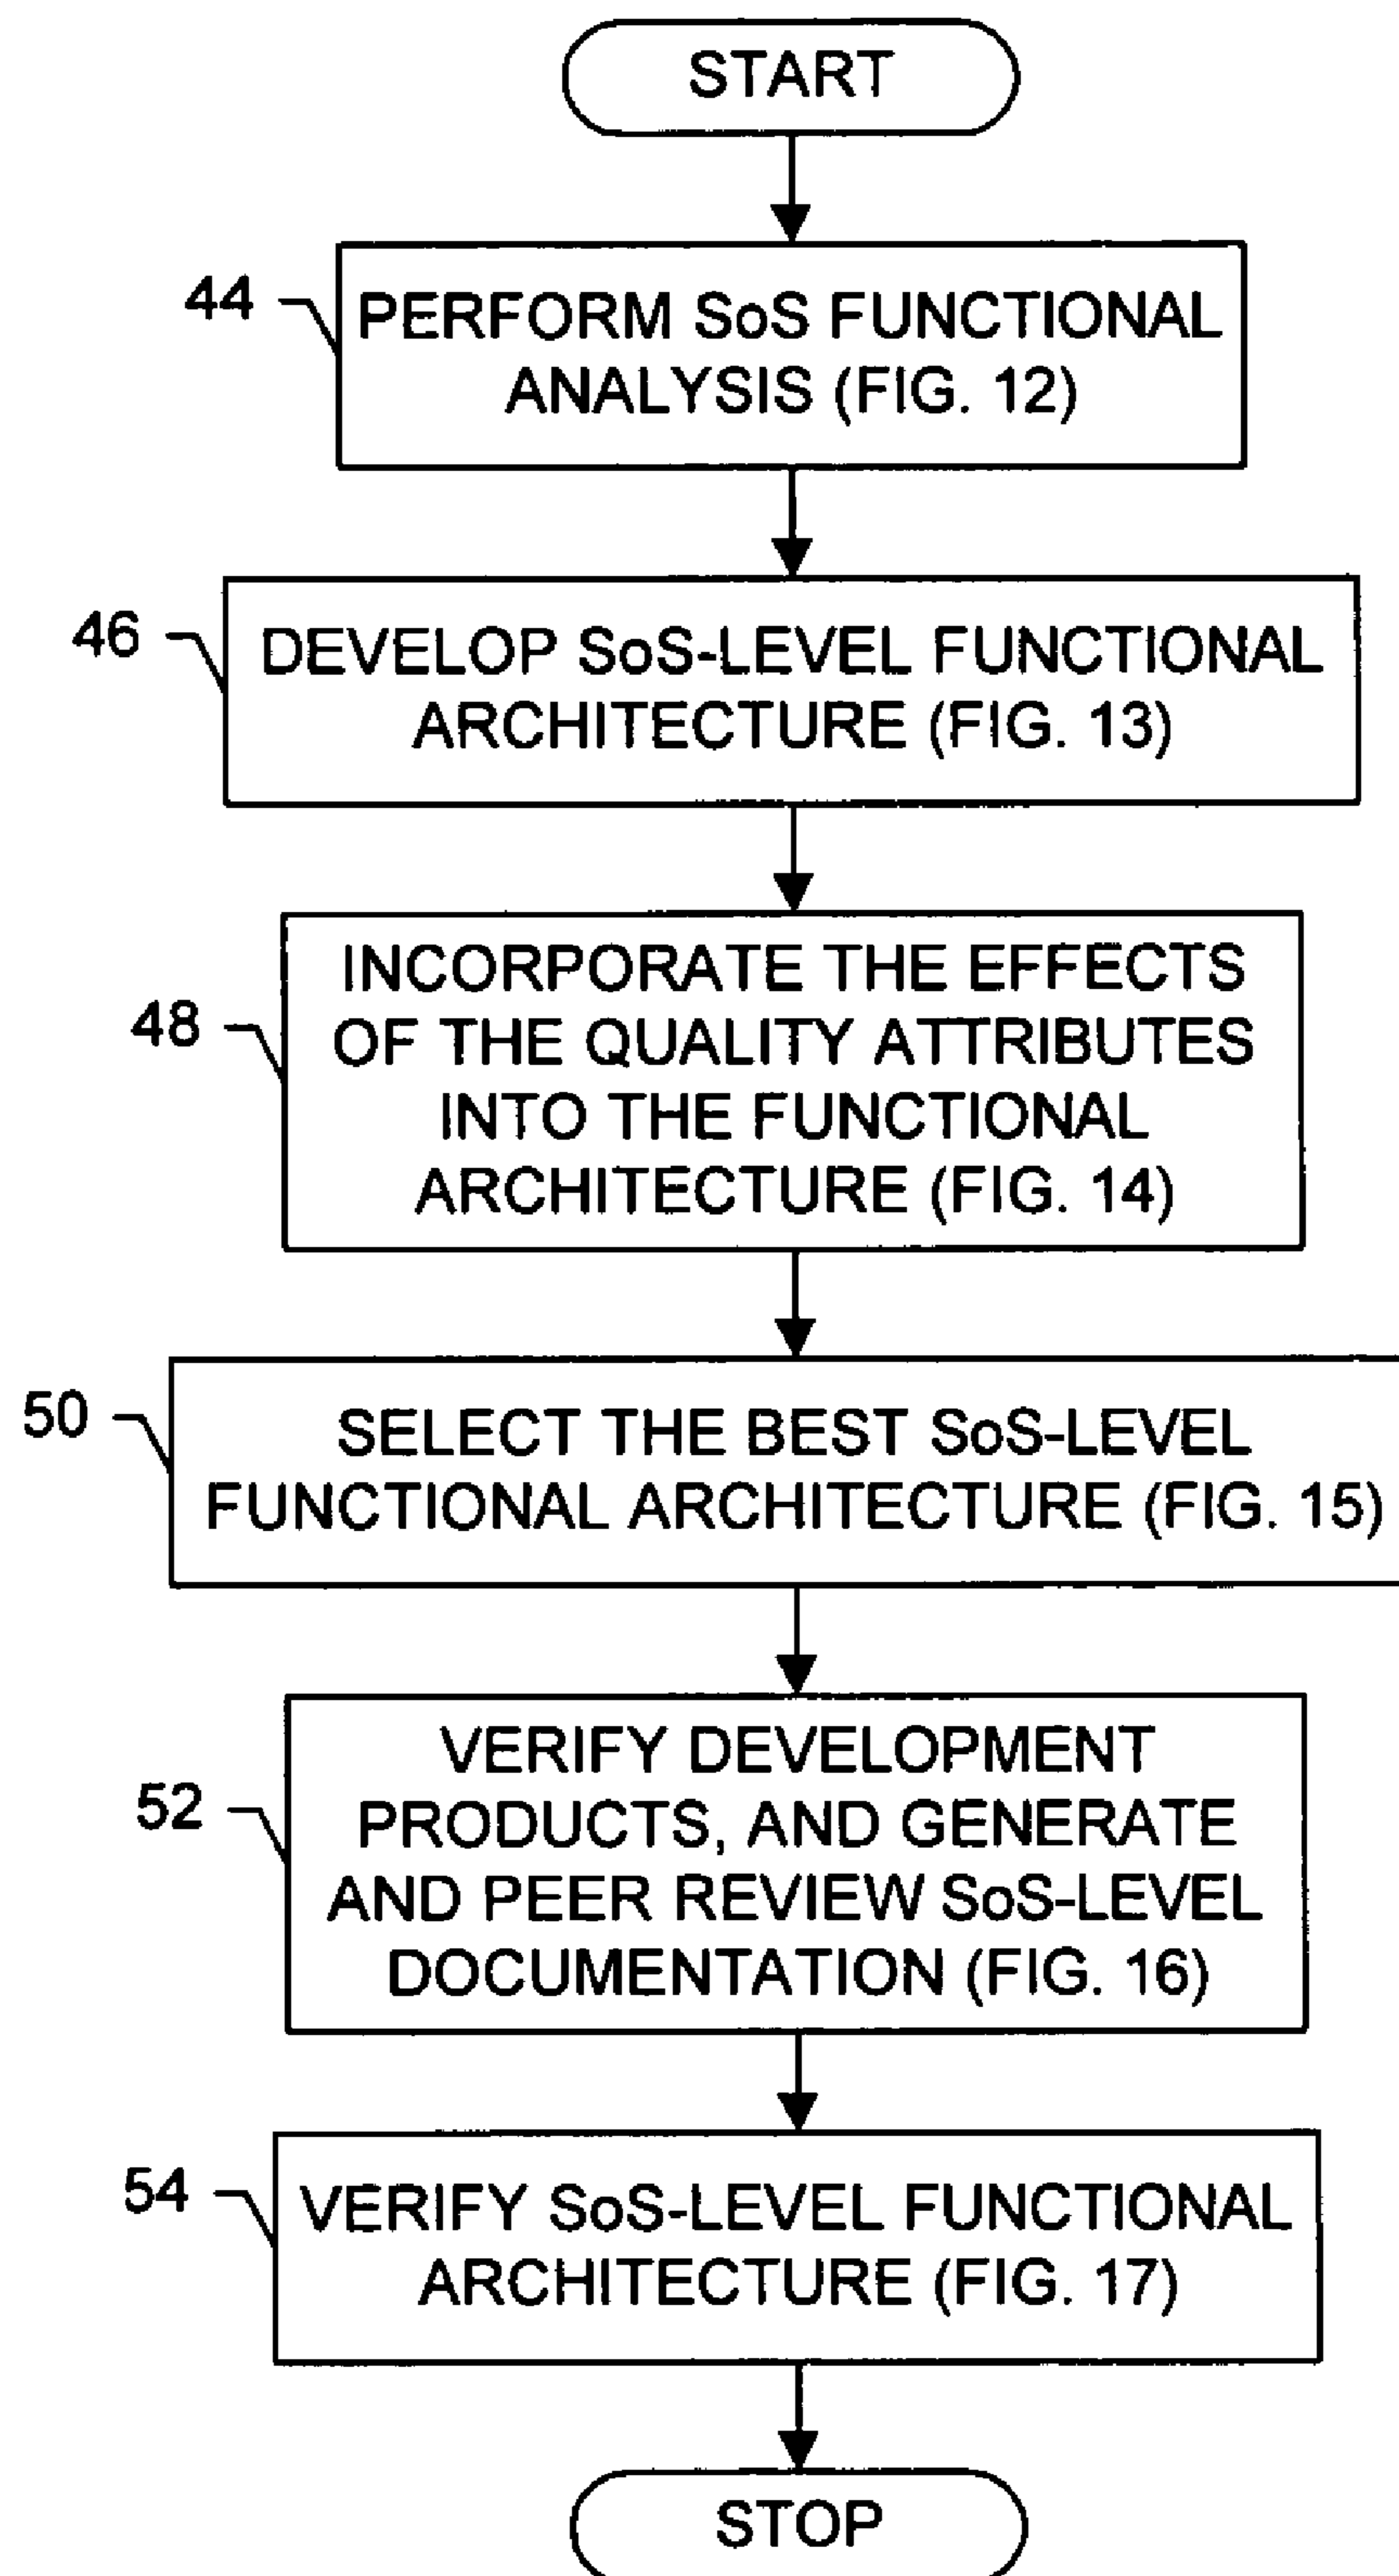 START
44
PERFORM SoS FUNCTIONAL
ANALYSIS (FIG. 12)
46
DEVELOP SoS-LEVEL FUNCTIONAL
ARCHITECTURE (FIG. 13)
48
INCORPORATE THE EFFECTS
OF THE QUALITY ATTRIBUTES
INTO THE FUNCTIONAL
ARCHITECTURE (FIG. 14)
50
SELECT THE BEST SoS-LEVEL
FUNCTIONAL ARCHITECTURE (FIG. 15)
52
VERIFY DEVELOPMENT
PRODUCTS, AND GENERATE
AND PEER REVIEW SoS-LEVEL
DOCUMENTATION (FIG. 16)
54
VERIFY SoS-LEVEL FUNCTIONAL
ARCHITECTURE (FIG. 17)
STOP